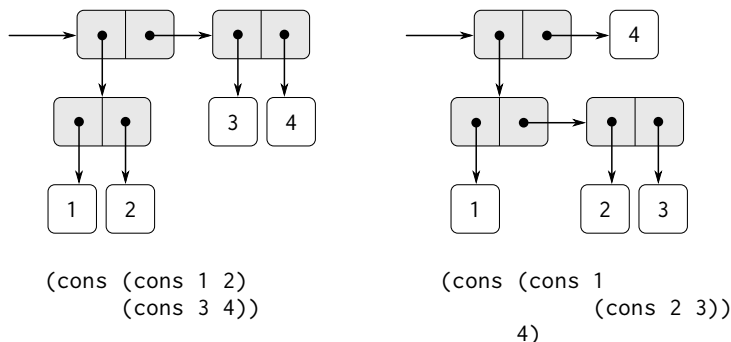 3 4
1 2
(cons (cons 1 2)
(cons 3 4))
4
1 2 3
(cons (cons 1
(cons 2 3))
4)